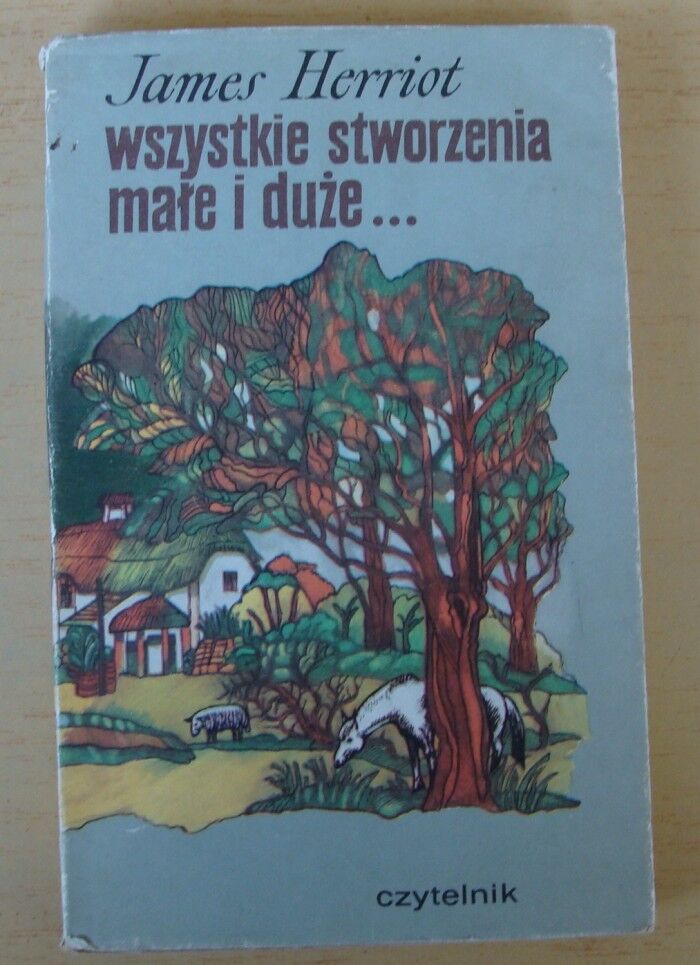 James Herriot
wszystkie stworzenia
małe i duże...
czytelnik